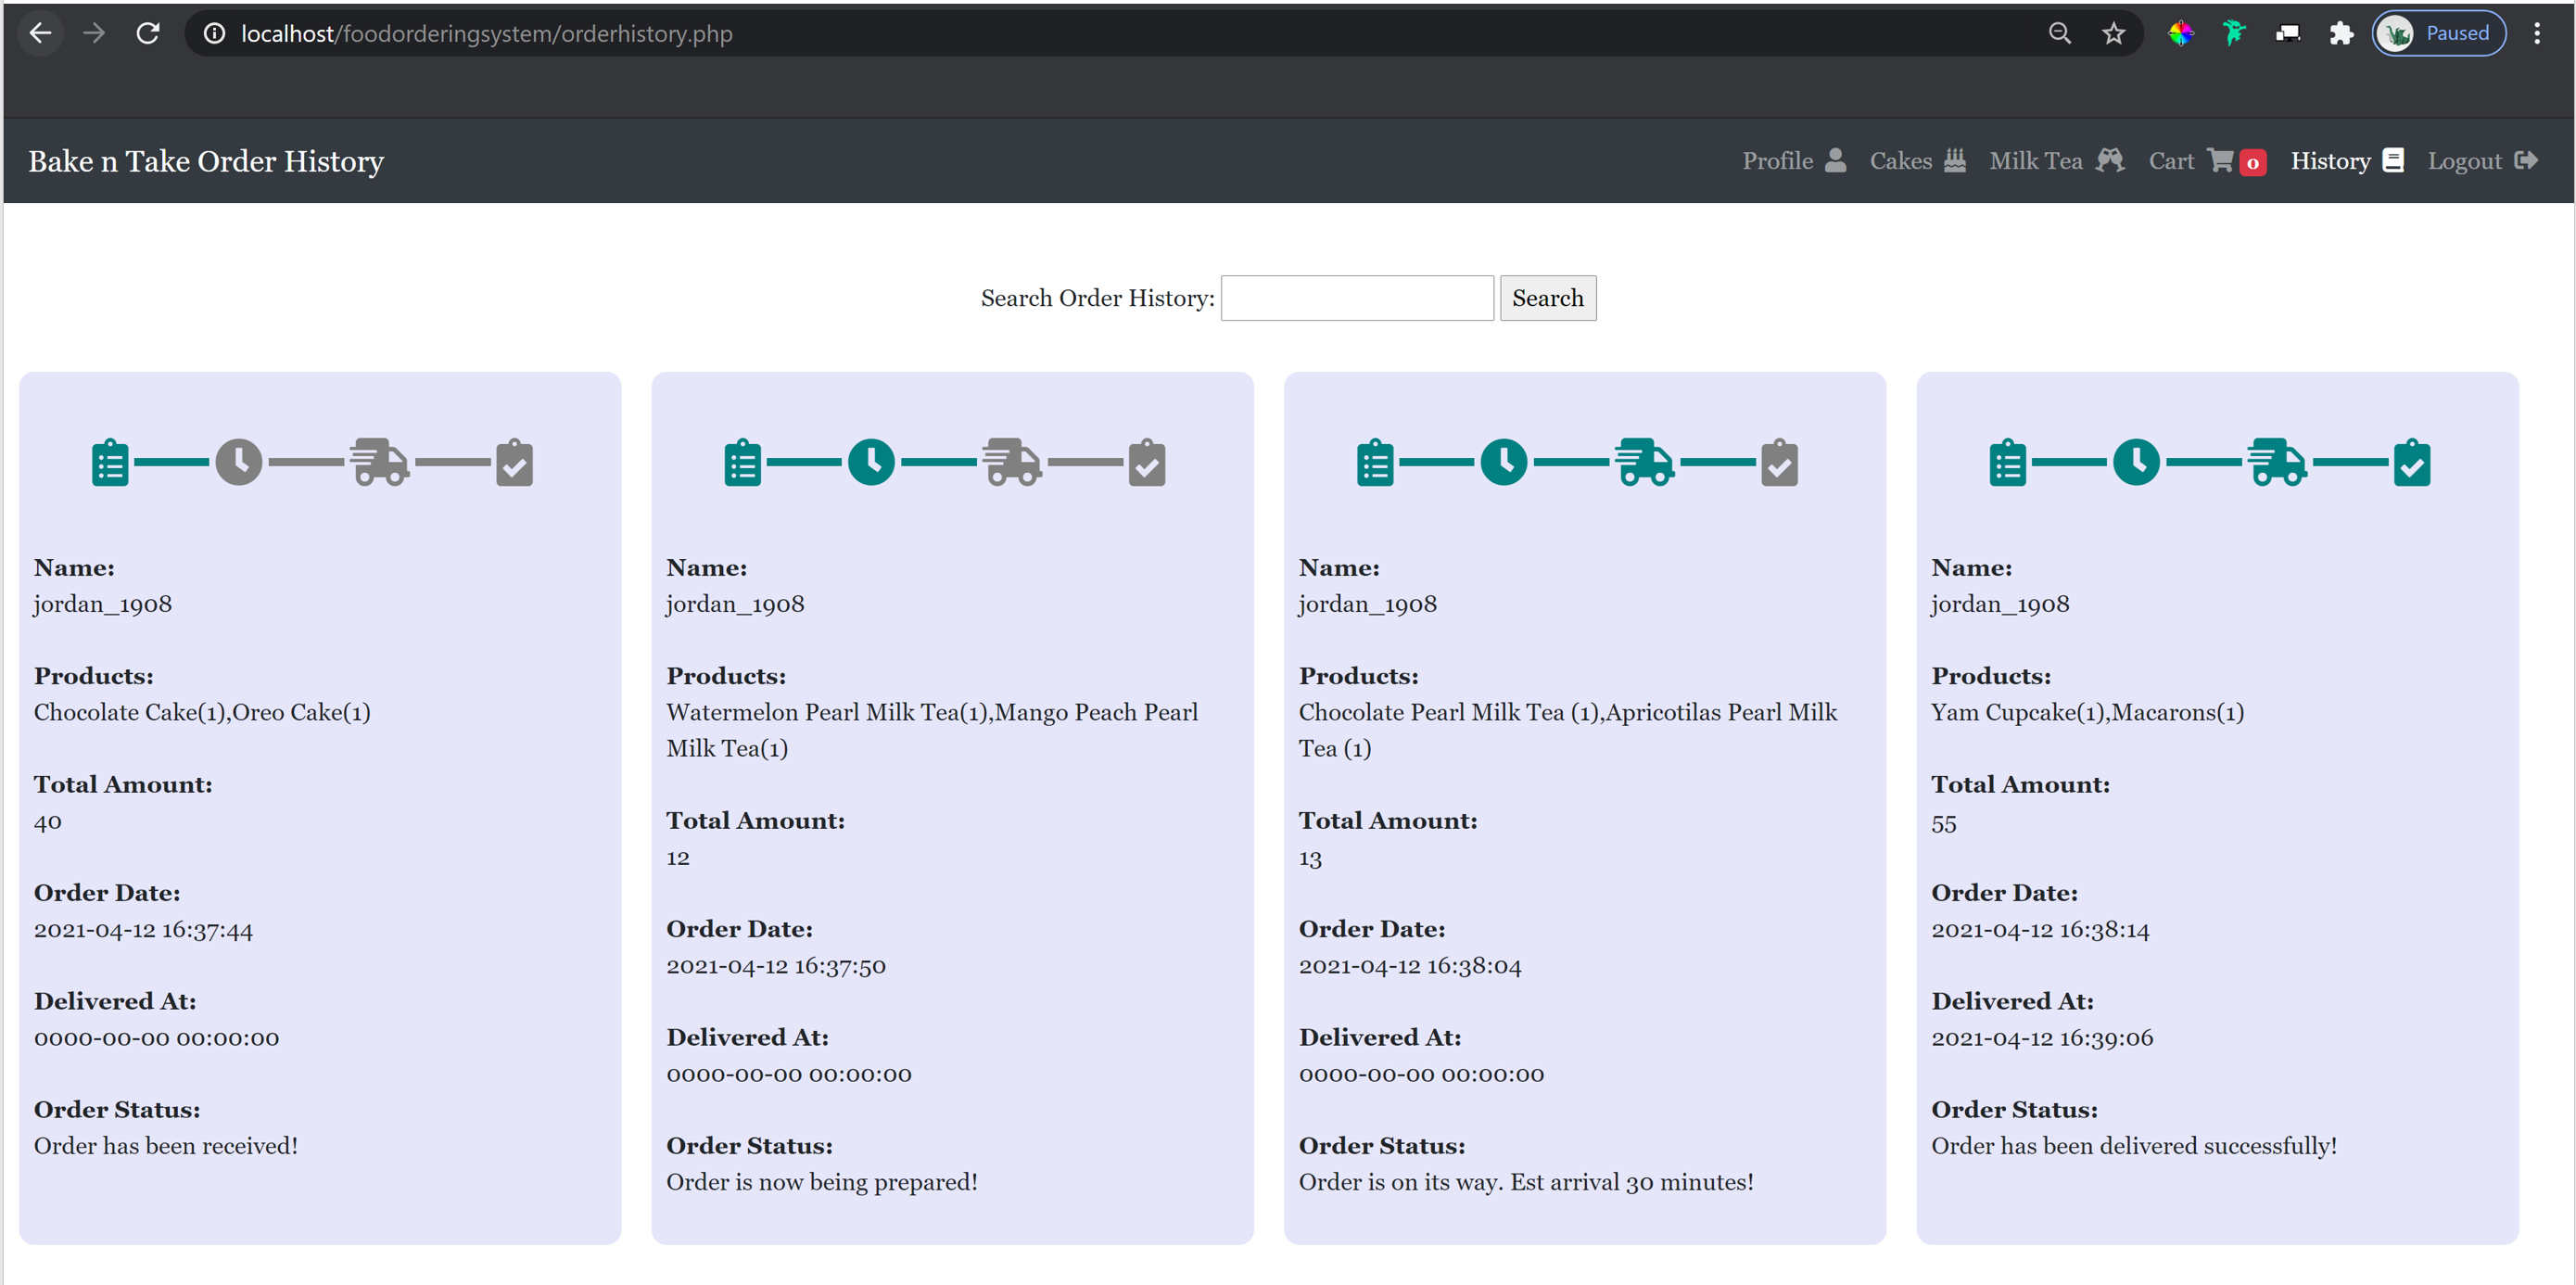 localhost/foodorderingsystem/orderhistory.php
Paused
Bake n Take Order History
Profile
Cakes
Milk Tea
Cart
0
History
Logout
Search Order History:
Search
Name:
jordan_1908
Products:
Chocolate Cake(1),Oreo Cake(1)
Total Amount:
40
Order Date:
2021-04-12 16:37:44
Delivered At:
0000-00-00 00:00:00
Order Status:
Order has been received!
Name:
jordan_1908
Products:
Watermelon Pearl Milk Tea(1),Mango Peach Pearl
Milk Tea(1)
Total Amount:
12
Order Date:
2021-04-12 16:37:50
Delivered At:
0000-00-00 00:00:00
Order Status:
Order is now being prepared!
Name:
jordan_1908
Products:
Chocolate Pearl Milk Tea (1),Apricotilas Pearl Milk
Tea (1)
Total Amount:
13
Order Date:
2021-04-12 16:38:04
Delivered At:
0000-00-00 00:00:00
Order Status:
Order is on its way. Est arrival 30 minutes!
Name:
jordan_1908
Products:
Yam Cupcake(1),Macarons(1)
Total Amount:
55
Order Date:
2021-04-12 16:38:14
Delivered At:
2021-04-12 16:39:06
Order Status:
Order has been delivered successfully!